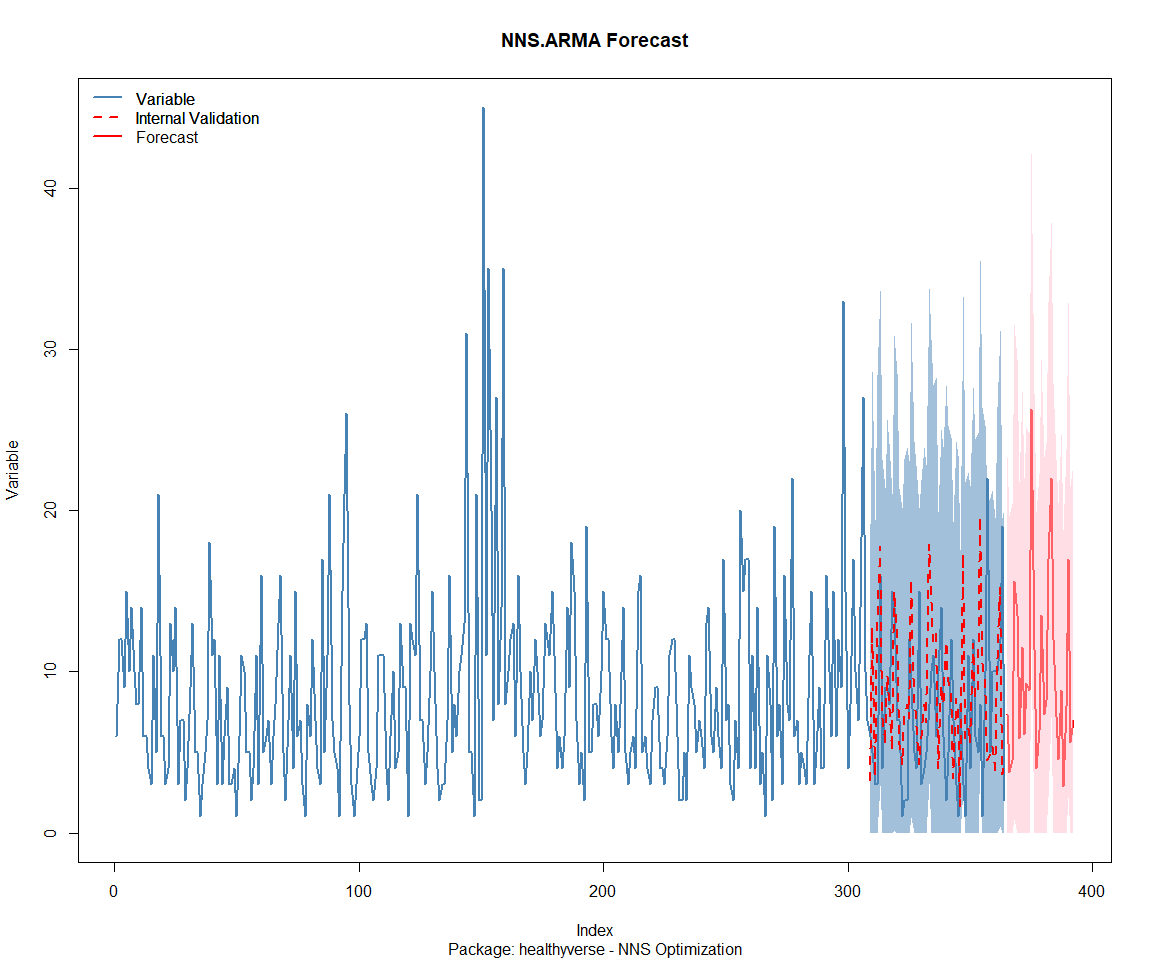 NNS.ARMA Forecast
Variable
Internal Validation
Forecast
Variable
0
10
20
30
40
0
100
200
300
400
Index
Package: healthyverse - NNS Optimization